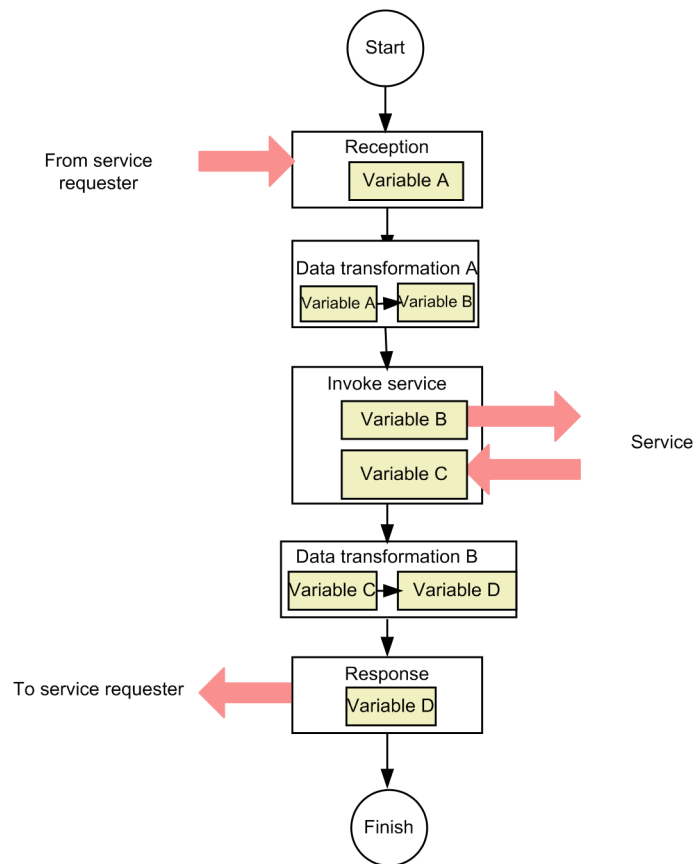 Start
Reception
From service
requester
Variable A
Data transformation A
Variable A
Variable B
Invoke service
Variable B
Service
Variable C
Data transformation B
Variable C
Variable D
Response
To service requester
Variable D
Finish